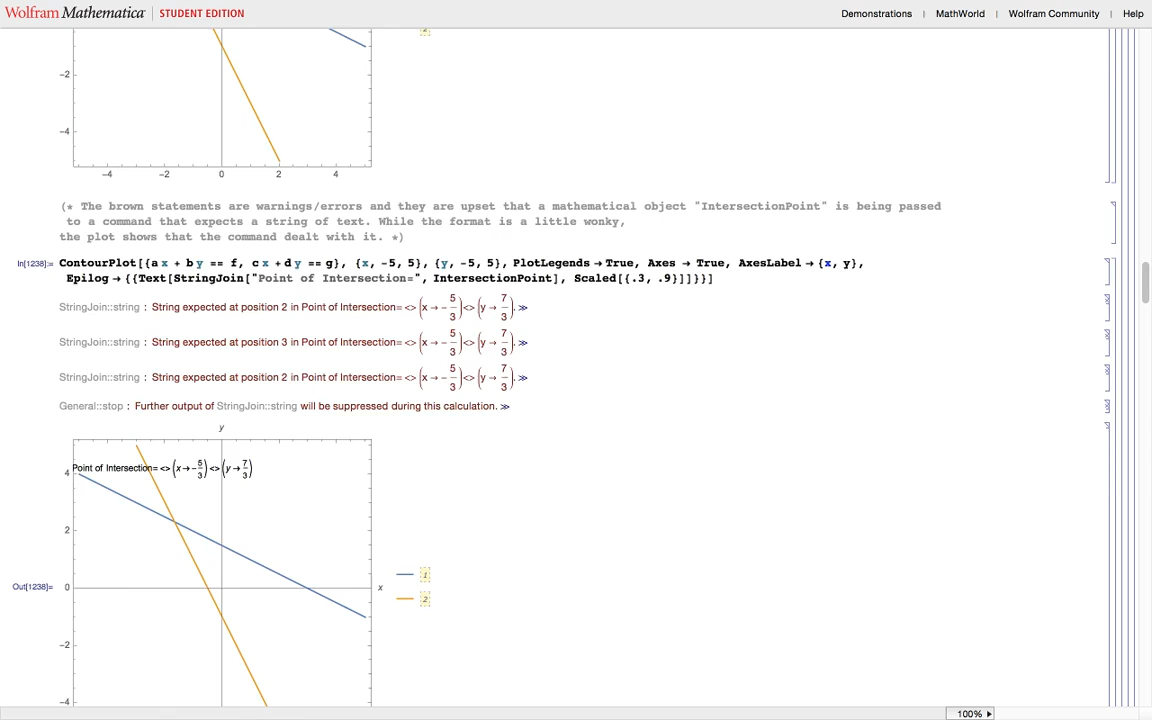 Wolfram Mathematica | STUDENT EDITION
Demonstrations | MathWorld | Wolfram Community | Help
-2
-4
-4 -2 0 2 4
(* The brown statements are warnings/errors and they are upset that a mathematical object "IntersectionPoint" is being passed
to a command that expects a string of text. While the format is a little wonky,
the plot shows that the command dealt with it. *)
In[1238]:= ContourPlot[{a x + b y == f, c x + d y == g}, {x, -5, 5}, {y, -5, 5}, PlotLegends → True, Axes → True, AxesLabel → {x, y},
Epilog → {{Text[StringJoin["Point of Intersection=", IntersectionPoint], Scaled[{.3, .9}]]}}]
StringJoin::string : String expected at position 2 in Point of Intersection= <> (x → - 5/3) <> (y → 7/3). ≫
StringJoin::string : String expected at position 3 in Point of Intersection= <> (x → - 5/3) <> (y → 7/3). ≫
StringJoin::string : String expected at position 2 in Point of Intersection= <> (x → - 5/3) <> (y → 7/3). ≫
General::stop : Further output of StringJoin::string will be suppressed during this calculation. ≫
y
Point of Intersection= <> (x → - 5/3) <> (y → 7/3)
4
2
1
Out[1238]= 0 x
2
-2
-4
100% ▶